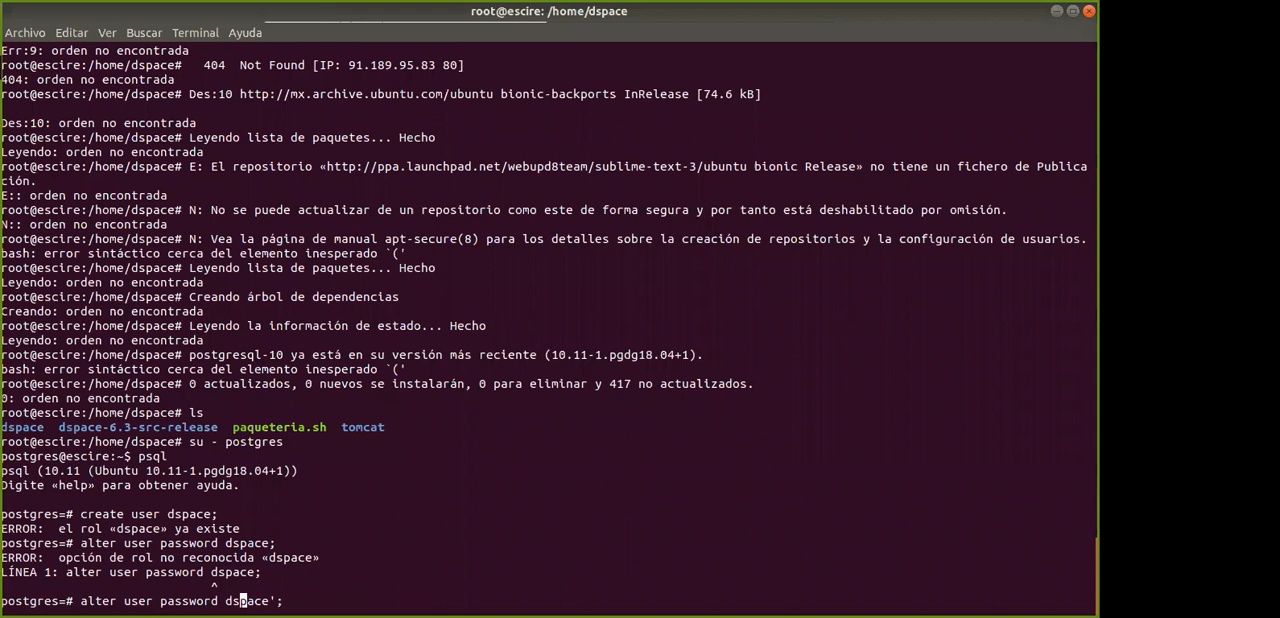 root@escire: /home/dspace
Archivo Editar Ver Buscar Terminal Ayuda
Err:9: orden no encontrada
root@escire:/home/dspace#   404  Not Found [IP: 91.189.95.83 80]
404: orden no encontrada
root@escire:/home/dspace# Des:10 http://mx.archive.ubuntu.com/ubuntu bionic-backports InRelease [74.6 kB]
Des:10: orden no encontrada
root@escire:/home/dspace# Leyendo lista de paquetes... Hecho
Leyendo: orden no encontrada
root@escire:/home/dspace# E: El repositorio «http://ppa.launchpad.net/webupd8team/sublime-text-3/ubuntu bionic Release» no tiene un fichero de Publica
ción.
E:: orden no encontrada
root@escire:/home/dspace# N: No se puede actualizar de un repositorio como este de forma segura y por tanto está deshabilitado por omisión.
N:: orden no encontrada
root@escire:/home/dspace# N: Vea la página de manual apt-secure(8) para los detalles sobre la creación de repositorios y la configuración de usuarios.
bash: error sintáctico cerca del elemento inesperado `('
root@escire:/home/dspace# Leyendo lista de paquetes... Hecho
Leyendo: orden no encontrada
root@escire:/home/dspace# Creando árbol de dependencias
Creando: orden no encontrada
root@escire:/home/dspace# Leyendo la información de estado... Hecho
Leyendo: orden no encontrada
root@escire:/home/dspace# postgresql-10 ya está en su versión más reciente (10.11-1.pgdg18.04+1).
bash: error sintáctico cerca del elemento inesperado `('
root@escire:/home/dspace# 0 actualizados, 0 nuevos se instalarán, 0 para eliminar y 417 no actualizados.
0: orden no encontrada
root@escire:/home/dspace# ls
dspace  dspace-6.3-src-release  paqueteria.sh  tomcat
root@escire:/home/dspace# su - postgres
postgres@escire:~$ psql
psql (10.11 (Ubuntu 10.11-1.pgdg18.04+1))
Digite «help» para obtener ayuda.
postgres=# create user dspace;
ERROR:  el rol «dspace» ya existe
postgres=# alter user password dspace;
ERROR:  opción de rol no reconocida «dspace»
LÍNEA 1: alter user password dspace;
^
postgres=# alter user password dspace';